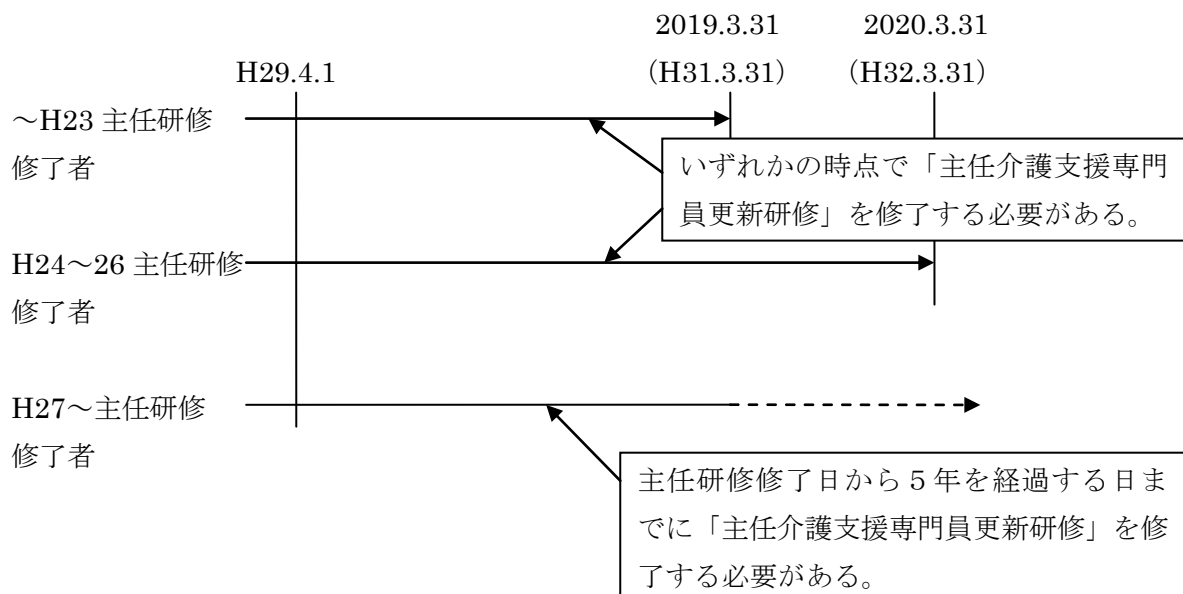 2019.3.31 2020.3.31
H29.4.1 （H31.3.31） （H32.3.31）
～H23 主任研修
修了者
いずれかの時点で「主任介護支援専門
員更新研修」を修了する必要がある。
H24～26 主任研修
修了者
H27～主任研修
修了者
主任研修修了日から５年を経過する日ま
でに「主任介護支援専門員更新研修」を修
了する必要がある。